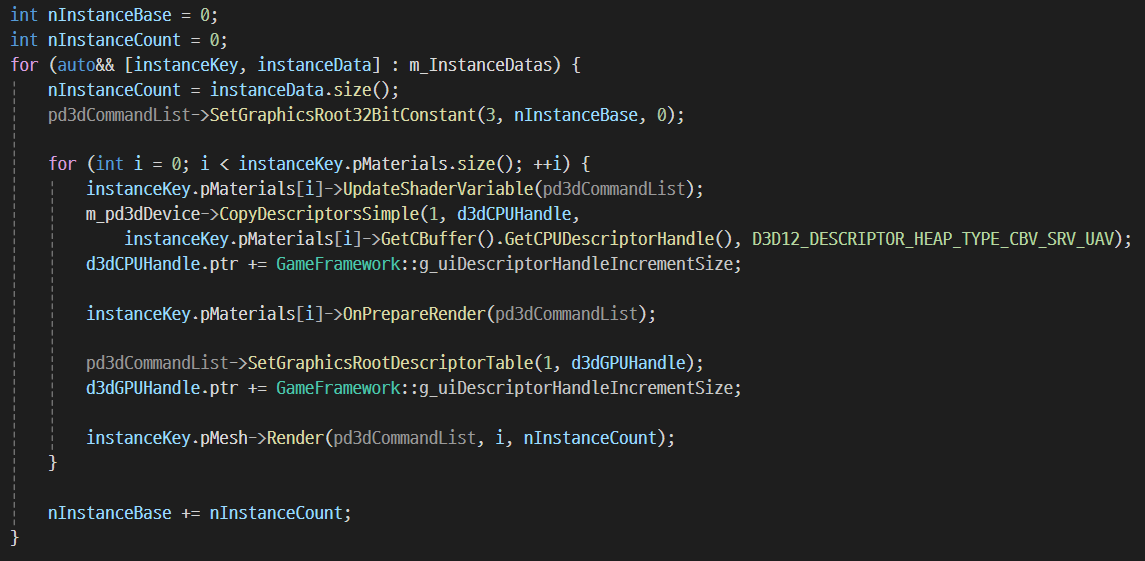 int nInstanceBase = 0;
int nInstanceCount = 0;
for (auto&& [instanceKey, instanceData] : m_InstanceDatas) {
    nInstanceCount = instanceData.size();
    pd3dCommandList->SetGraphicsRoot32BitConstant(3, nInstanceBase, 0);
    for (int i = 0; i < instanceKey.pMaterials.size(); ++i) {
        instanceKey.pMaterials[i]->UpdateShaderVariable(pd3dCommandList);
        m_pd3dDevice->CopyDescriptorsSimple(1, d3dCPUHandle,
            instanceKey.pMaterials[i]->GetCBuffer().GetCPUDescriptorHandle(), D3D12_DESCRIPTOR_HEAP_TYPE_CBV_SRV_UAV);
        d3dCPUHandle.ptr += GameFramework::g_uiDescriptorHandleIncrementSize;
        instanceKey.pMaterials[i]->OnPrepareRender(pd3dCommandList);
        pd3dCommandList->SetGraphicsRootDescriptorTable(1, d3dGPUHandle);
        d3dGPUHandle.ptr += GameFramework::g_uiDescriptorHandleIncrementSize;
        instanceKey.pMesh->Render(pd3dCommandList, i, nInstanceCount);
    }
    nInstanceBase += nInstanceCount;
}